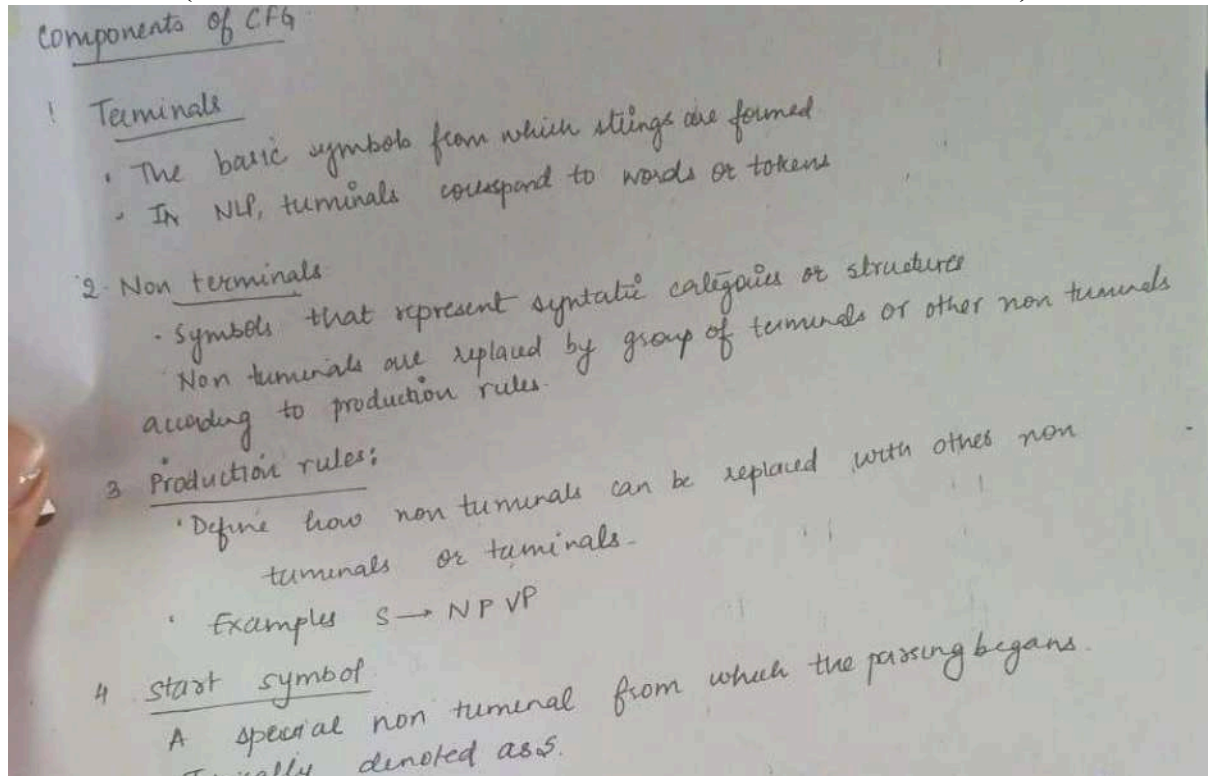 Components of CFG
1 Terminals
• The basic symbols from which strings are formed
• In NLP, terminals correspond to words or tokens
2. Non terminals
• Symbols that represent syntatic categories or structures
Non terminals are replaced by group of terminals or other non terminals
according to production rules.
3 Production rules:
• Define how non terminals can be replaced with other non
terminals or terminals.
• Examples S → NP VP
4 Start symbol
A special non terminal from which the parsing begans.
denoted as S.